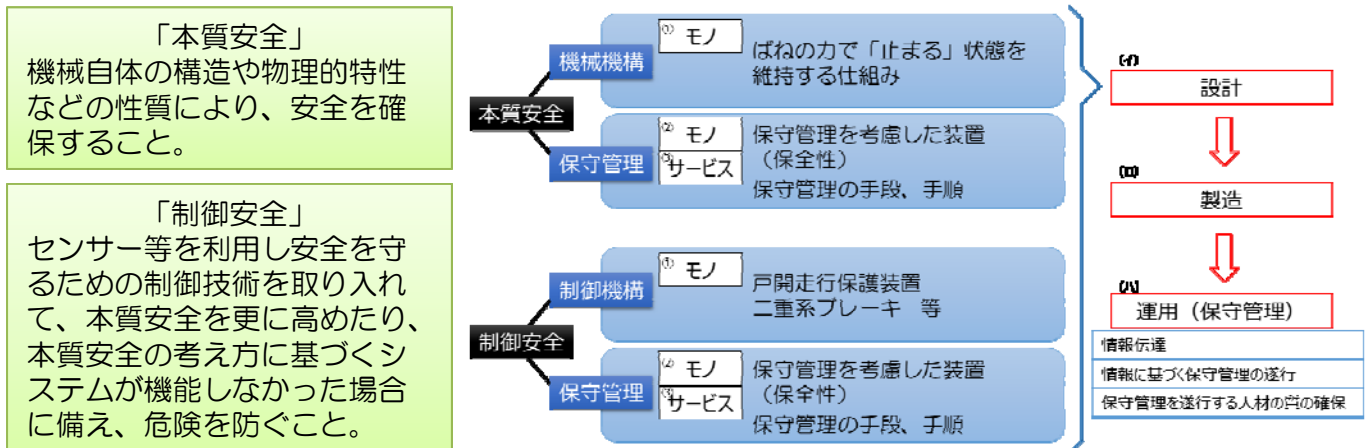 「本質安全」
機械自体の構造や物理的特性
などの性質により、安全を確
保すること。
「制御安全」
センサー等を利用し安全を守
るための制御技術を取り入れ
て、本質安全を更に高めたり、
本質安全の考え方に基づくシ
ステムが機能しなかった場合
に備え、危険を防ぐこと。
本質安全
機械機構
① モノ
ばねの力で「止まる」状態を
維持する仕組み
保守管理
② モノ
③ サービス
保守管理を考慮した装置
（保全性）
保守管理の手段、手順
制御安全
制御機構
① モノ
戸開走行保護装置
二重系ブレーキ 等
保守管理
② モノ
③ サービス
保守管理を考慮した装置
（保全性）
保守管理の手段、手順
(イ)
設計
(ロ)
製造
(ハ)
運用（保守管理）
情報伝達
情報に基づく保守管理の遂行
保守管理を遂行する人材の質の確保